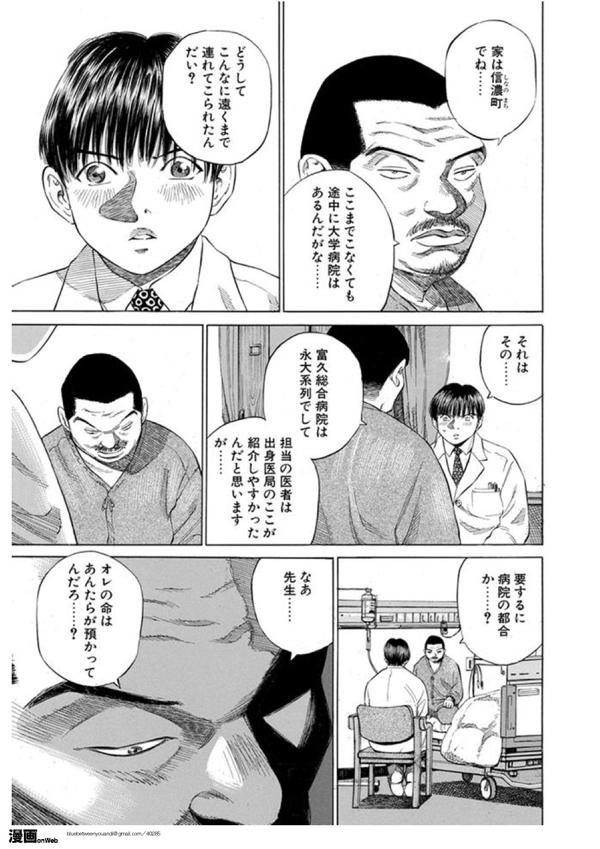 家は信濃町
でね……
しなの まち
ここまでこなくても
途中に大学病院は
あるんだがな……
どうして
こんなに遠くまで
連れてこられたん
だい？
それは
その……
富久総合病院は
永大系列でして
担当の医者は
出身医局のここが
紹介しやすかった
んだと思います
が……
要するに
病院の都合
か……？
なあ
先生……
オレの命は
あんたらが預かって
んだろ……？
漫画onWeb
bluebetweenyouandi@gmail.com／40285